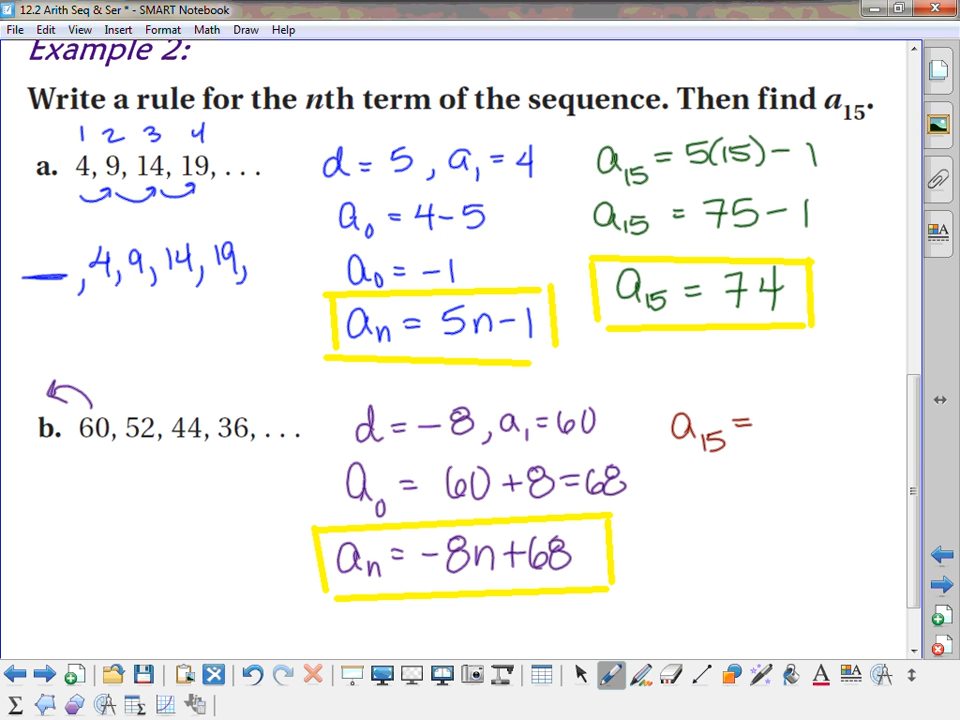 12.2 Arith Seq & Ser * - SMART Notebook
File Edit View Insert Format Math Draw Help
Example 2:
Write a rule for the nth term of the sequence. Then find a₁₅.
1 2 3 4
a. 4, 9, 14, 19, . . .
__, 4, 9, 14, 19,
d = 5, a₁ = 4
a₀ = 4 - 5
a₀ = -1
aₙ = 5n - 1
a₁₅ = 5(15) - 1
a₁₅ = 75 - 1
a₁₅ = 74
b. 60, 52, 44, 36, . . .
d = -8, a₁ = 60
a₀ = 60 + 8 = 68
aₙ = -8n + 68
a₁₅ =